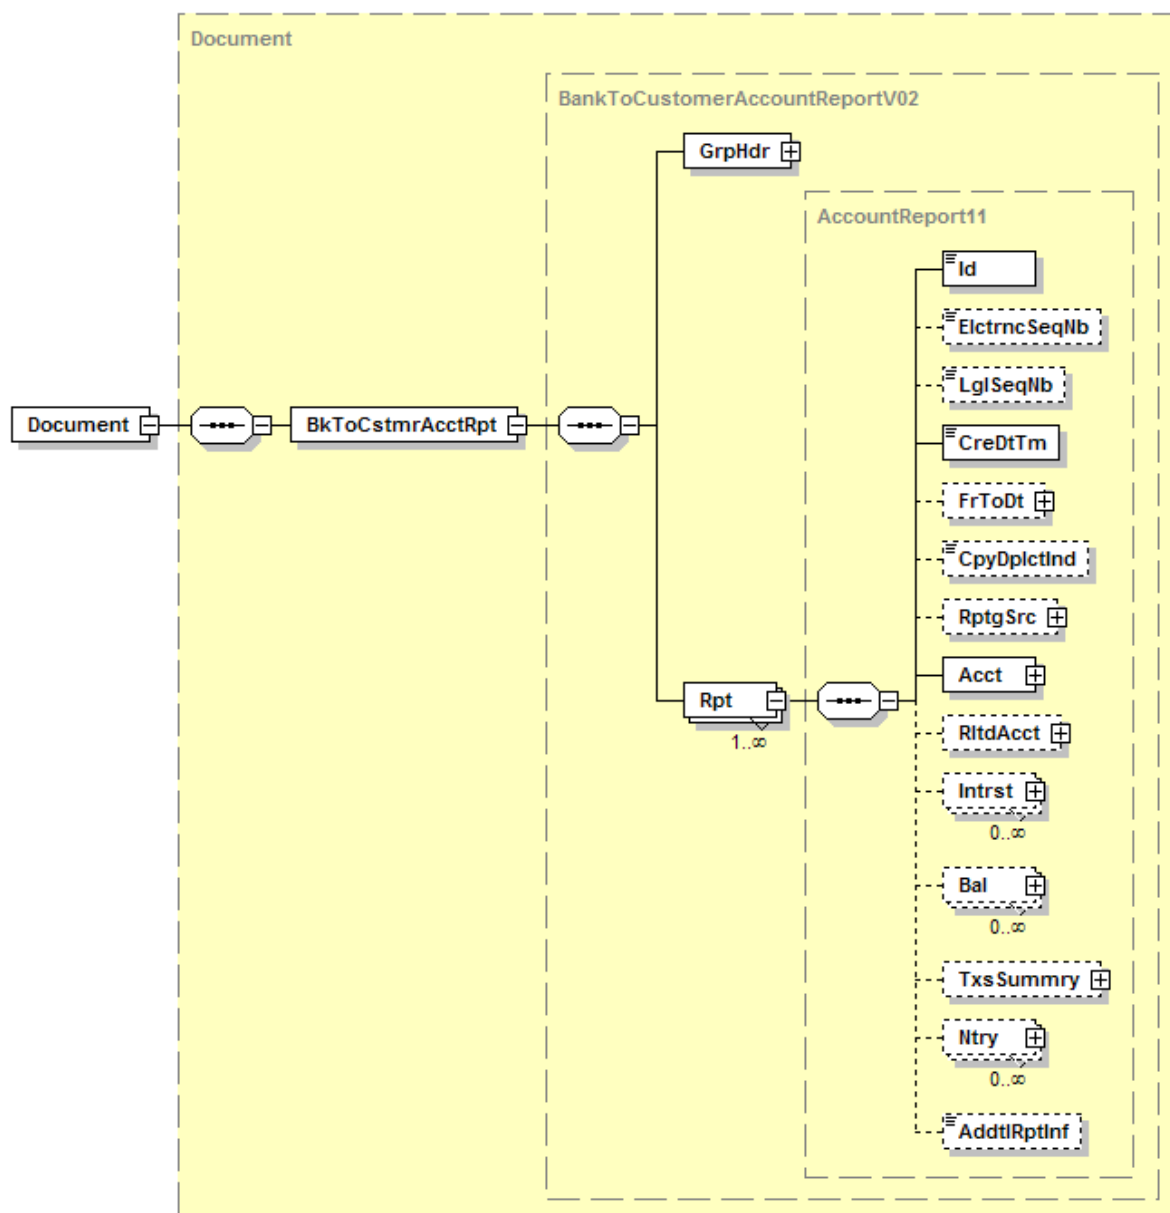 Document
BankToCustomerAccountReportV02
GrpHdr
AccountReport11
Id
ElctrncSeqNb
LglSeqNb
Document
BkToCstmrAcctRpt
CreDtTm
FrToDt
CpyDplctInd
RptgSrc
Acct
Rpt
1..∞
RltdAcct
Intrst
0..∞
Bal
0..∞
TxsSummry
Ntry
0..∞
AddtlRptInf